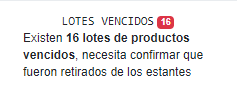 LOTES VENCIDOS 16
Existen 16 lotes de productos
vencidos, necesita confirmar que
fueron retirados de los estantes